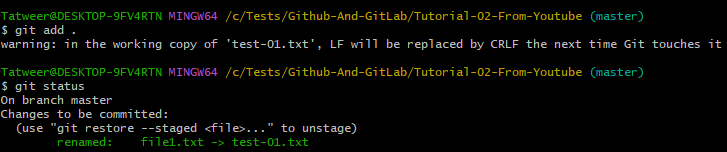 Tatweer@DESKTOP-9FV4RTN MINGW64 /c/Tests/Github-And-GitLab/Tutorial-02-From-Youtube (master)
$ git add .
warning: in the working copy of 'test-01.txt', LF will be replaced by CRLF the next time Git touches it
Tatweer@DESKTOP-9FV4RTN MINGW64 /c/Tests/Github-And-GitLab/Tutorial-02-From-Youtube (master)
$ git status
On branch master
Changes to be committed:
  (use "git restore --staged <file>..." to unstage)
        renamed:    file1.txt -> test-01.txt